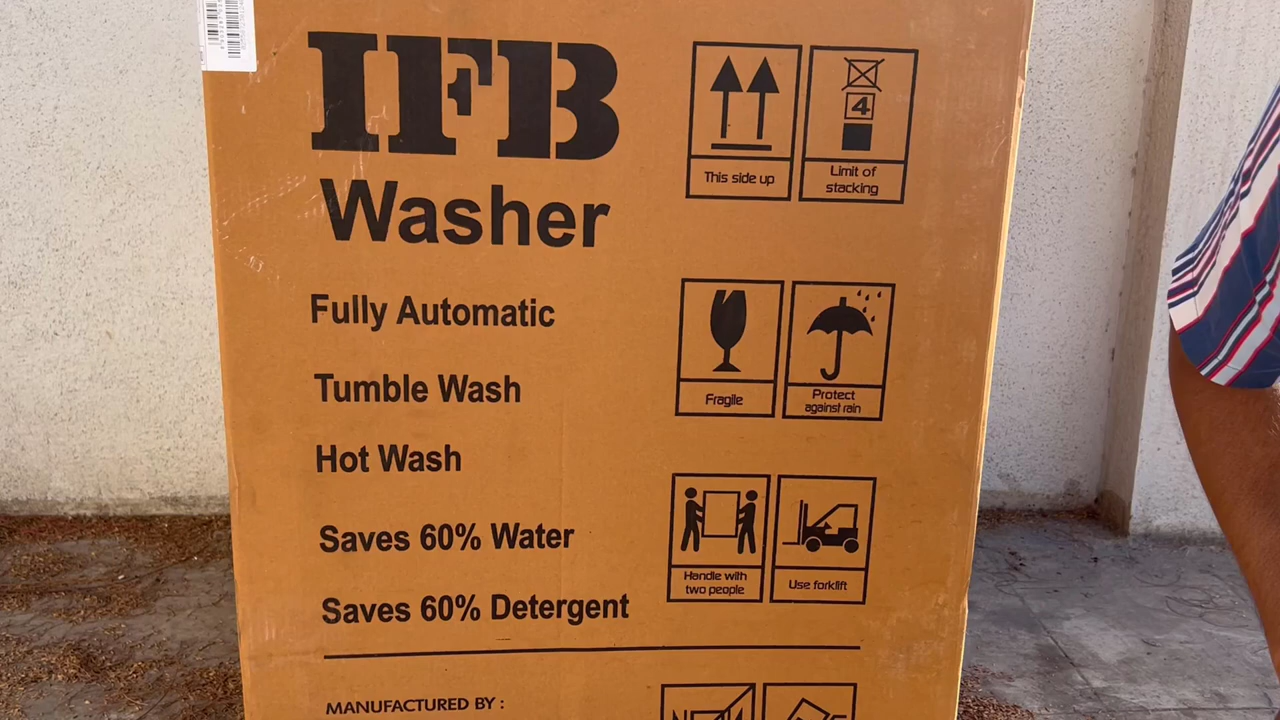 IFB
Washer
Fully Automatic
Tumble Wash
Hot Wash
Saves 60% Water
Saves 60% Detergent
MANUFACTURED BY :
This side up
4
Limit of
stacking
Fragile
Protect
against rain
Handle with
two people
Use forklift